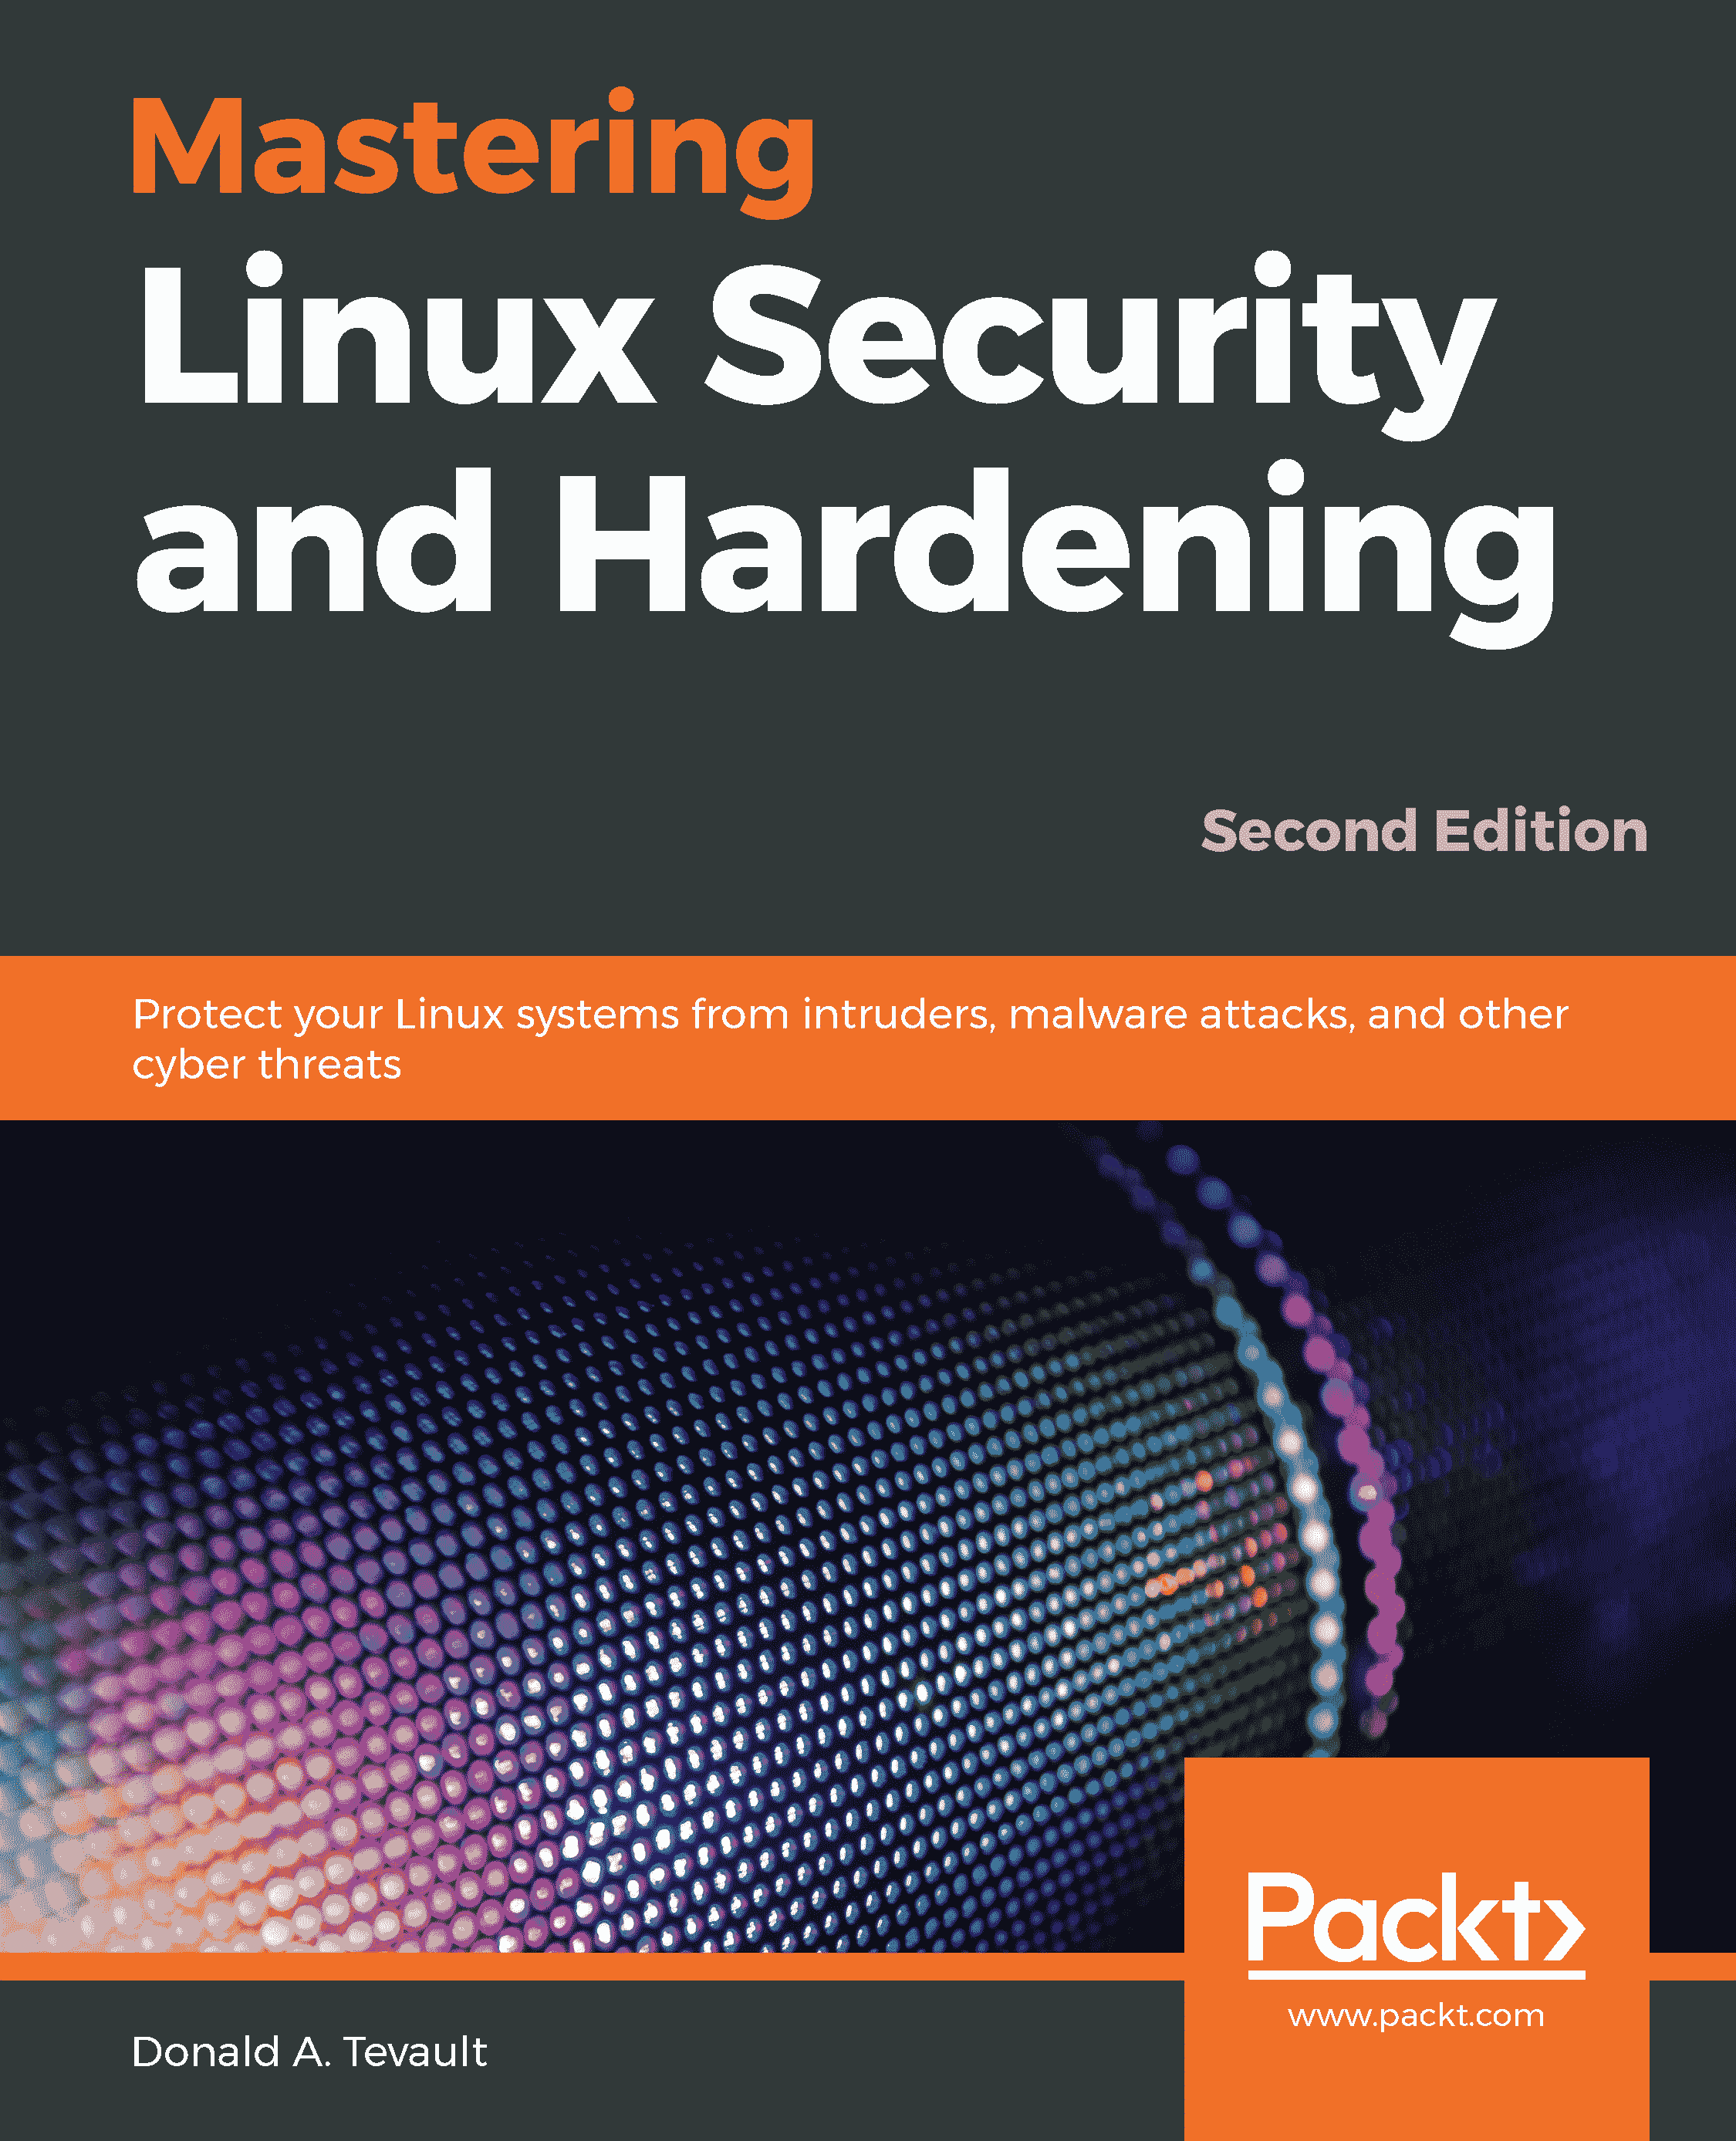 Mastering
Linux Security
and Hardening
Second Edition
Protect your Linux systems from intruders, malware attacks, and other
cyber threats
Packt>
www.packt.com
Donald A. Tevault